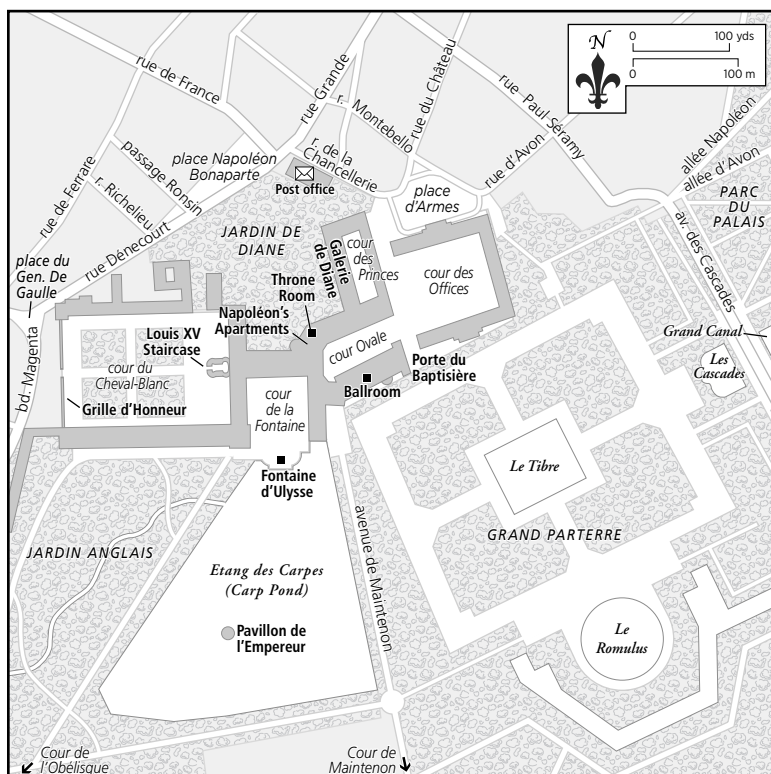 N
0 100 yds
0 100 m
rue de France
rue Grande
r. Montebello
rue du Château
rue Paul Séramy
allée Napoléon
allée d'Avon
rue d'Avon
r. de la
Chancellerie
place Napoléon
Bonaparte
Post office
passage Ronsin
r. Richelieu
rue de Ferrare
rue Dénecourt
place
d'Armes
PARC
DU
PALAIS
av. des Cascades
JARDIN DE
DIANE
Galerie
de Diane
cour
des
Princes
cour des
Offices
place du
Gen. De
Gaulle
Throne
Room
Napoléon's
Apartments
Louis XV
Staircase
cour Ovale
Porte du
Baptisière
Grand Canal
Les
Cascades
bd. Magenta
cour du
Cheval-Blanc
Grille d'Honneur
cour
de la
Fontaine
Ballroom
Fontaine
d'Ulysse
Le Tibre
GRAND PARTERRE
avenue de Maintenon
JARDIN ANGLAIS
Etang des Carpes
(Carp Pond)
Pavillon de
l'Empereur
Le
Romulus
Cour de
l'Obélisque
Cour de
Maintenon